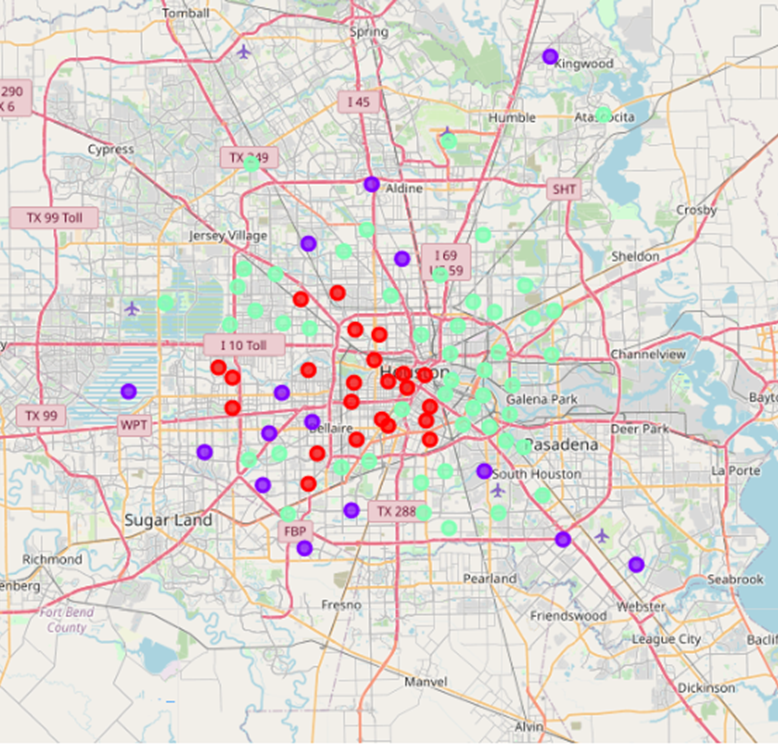 Tomball
Spring
Kingwood
290
X 6
I 45
Humble
Atascocita
Cypress
TX 249
Aldine
SHT
TX 99 Toll
Crosby
Jersey Village
I 69
US 59
Sheldon
I 10 Toll
Channelview
Houston
TX 99
WPT
Galena Park
Bayto
Bellaire
Deer Park
Pasadena
La Porte
South Houston
Sugar Land
TX 288
FBP
Richmond
Pearland
Seabrook
enberg
Fresno
Webster
Fort Bend
County
Friendswood
League City
Bacli
Manvel
Dickinson
Alvin